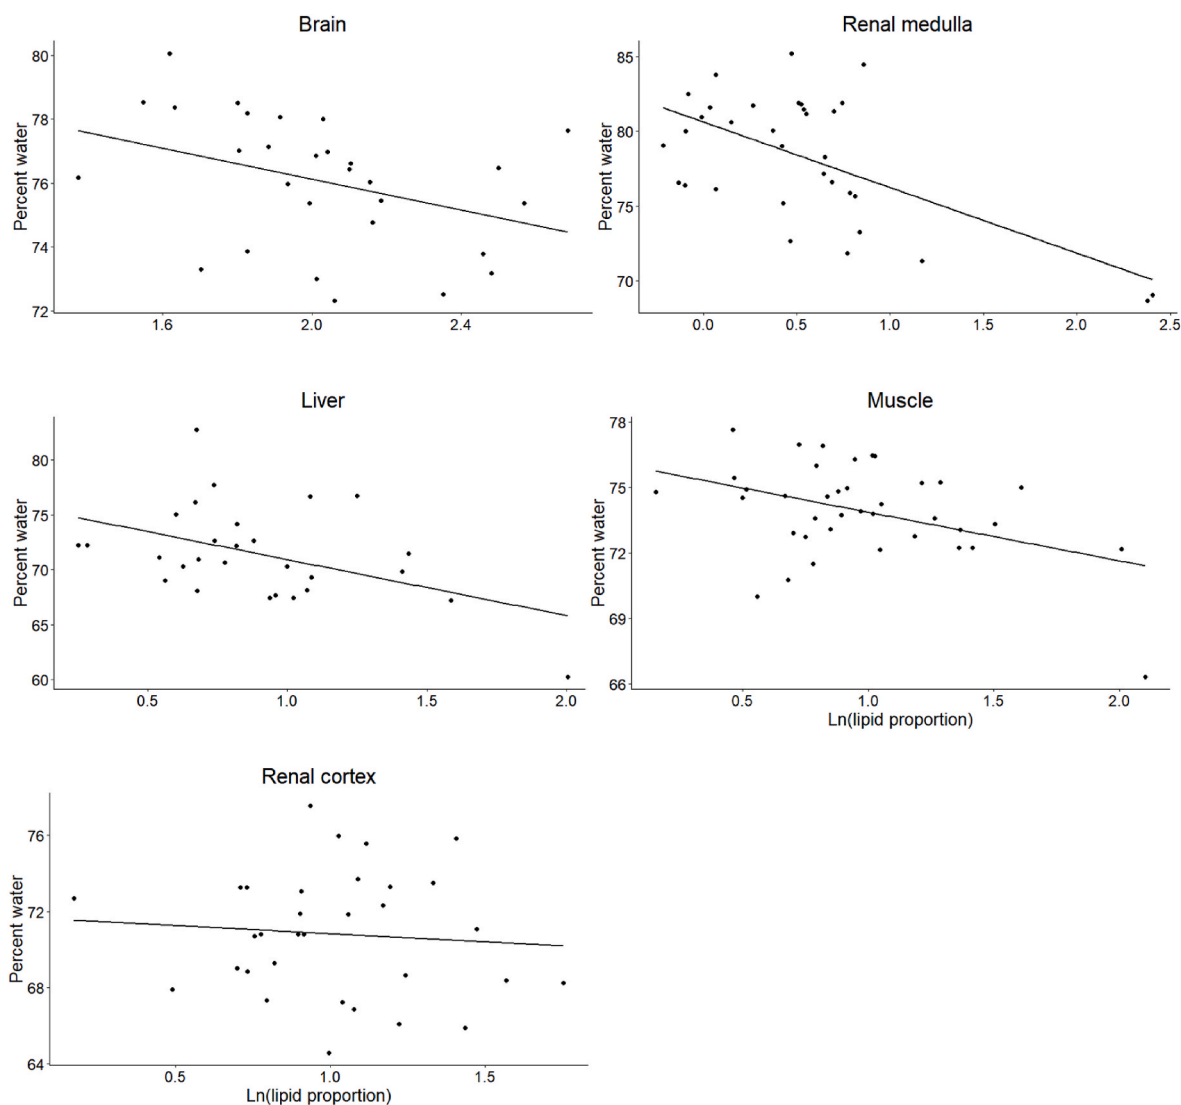 Brain
Percent water
80
78
76
74
72
1.6 2.0 2.4
Renal medulla
Percent water
85
80
75
70
0.0 0.5 1.0 1.5 2.0 2.5
Liver
Percent water
80
75
70
65
60
0.5 1.0 1.5 2.0
Muscle
Percent water
78
75
72
69
66
0.5 1.0 1.5 2.0
Ln(lipid proportion)
Renal cortex
Percent water
76
72
68
64
0.5 1.0 1.5
Ln(lipid proportion)